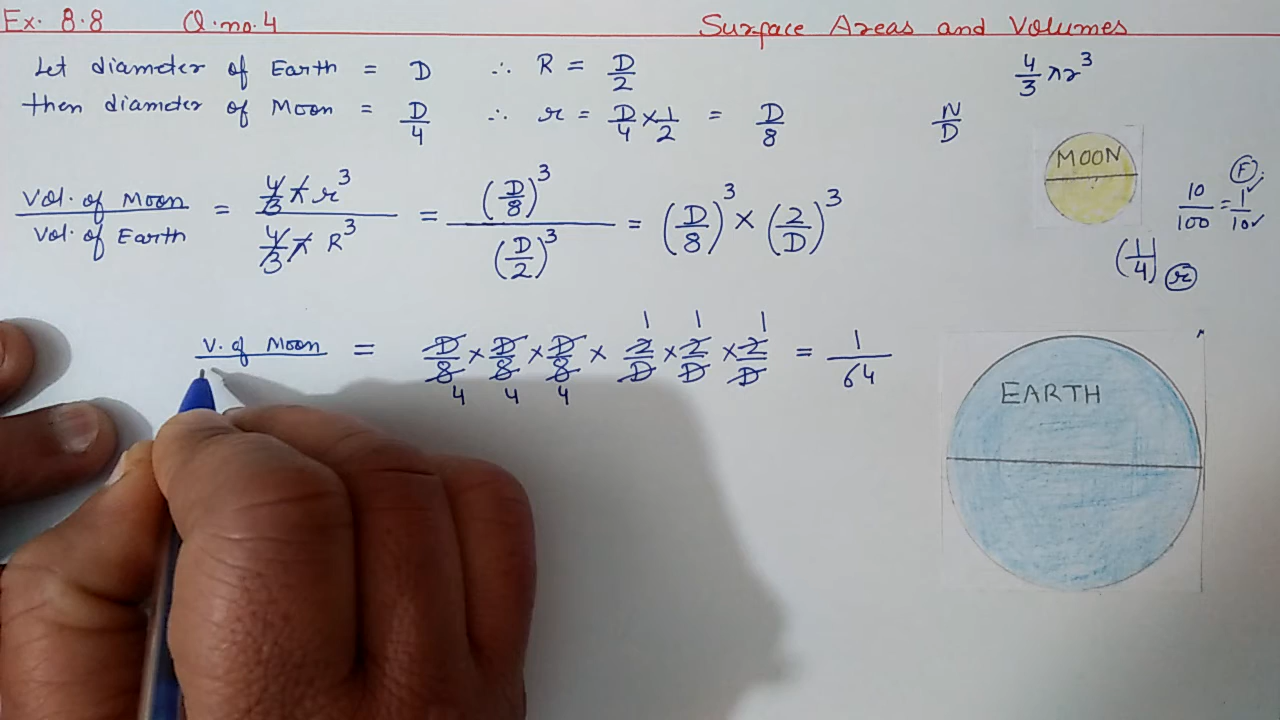 Ex. 8.8 Q.no.4 Surface Areas and Volumes
Let diameter of Earth = D ∴ R = D/2
then diameter of Moon = D/4 ∴ r = D/4 × 1/2 = D/8
4/3 πr³
N/D
MOON
Vol. of Moon / Vol. of Earth = 4/3 π r³ / 4/3 π R³ = (D/8)³ / (D/2)³ = (D/8)³ × (2/D)³
F
10/100 = 1/10
(1/4) r
V. of Moon = D/8 × D/8 × D/8 × 2/D × 2/D × 2/D = 1/64
1 1 1
4 4 4
EARTH